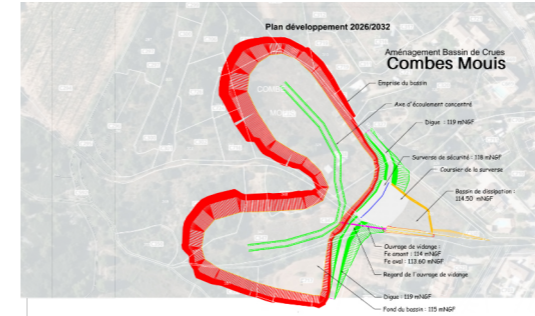 Plan développement 2026/2032
Aménagement Bassin de Crues
Combes Mouis
Emprise du bassin
Axe d'écoulement concentré
Digue : 119 mNGF
Surverse de sécurité : 118 mNGF
Coursier de la surverse
Bassin de dissipation :
114.50 mNGF
Ouvrage de vidange :
Fe amont : 114 mNGF
Fe aval : 113.60 mNGF
Regard de l'ouvrage de vidange
Digue : 119 mNGF
Fond du bassin : 115 mNGF